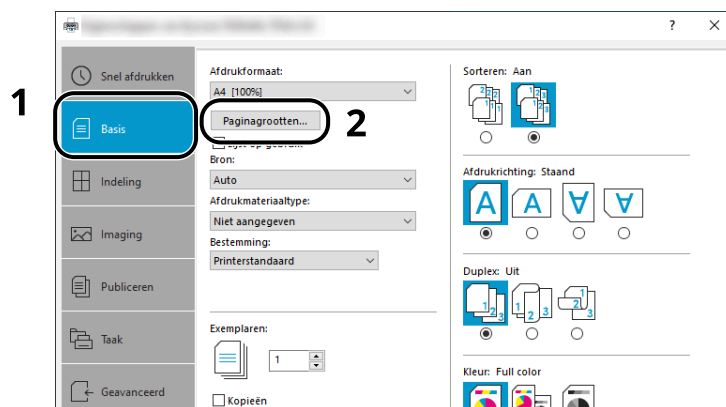 ?
1
2
Snel afdrukken
Basis
Indeling
Imaging
Publiceren
Taak
Geavanceerd
Afdrukformaat:
A4 [100%]
Paginagrootten...
Bron:
Auto
Afdrukmateriaaltype:
Niet aangegeven
Bestemming:
Printerstandaard
Exemplaren:
1
Kopieën
Sorteren: Aan
Afdrukrichting: Staand
Duplex: Uit
Kleur: Full color